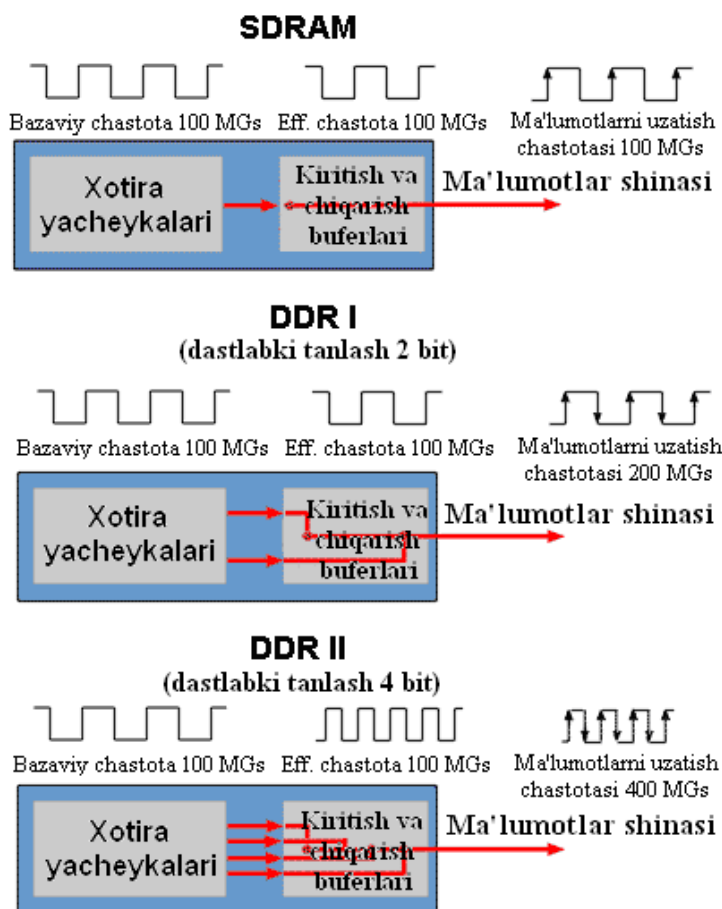 SDRAM
Bazaviy chastota 100 MGs
Eff. chastota 100 MGs
Ma'lumotlarni uzatish
chastotasi 100 MGs
Xotira
yacheykalari
Kiritish va
chiqarish
buferlari
Ma'lumotlar shinasi
DDR I
(dastlabki tanlash 2 bit)
Bazaviy chastota 100 MGs
Eff. chastota 100 MGs
Ma'lumotlarni uzatish
chastotasi 200 MGs
Xotira
yacheykalari
Kiritish va
chiqarish
buferlari
Ma'lumotlar shinasi
DDR II
(dastlabki tanlash 4 bit)
Bazaviy chastota 100 MGs
Eff. chastota 100 MGs
Ma'lumotlarni uzatish
chastotasi 400 MGs
Xotira
yacheykalari
Kiritish va
chiqarish
buferlari
Ma'lumotlar shinasi